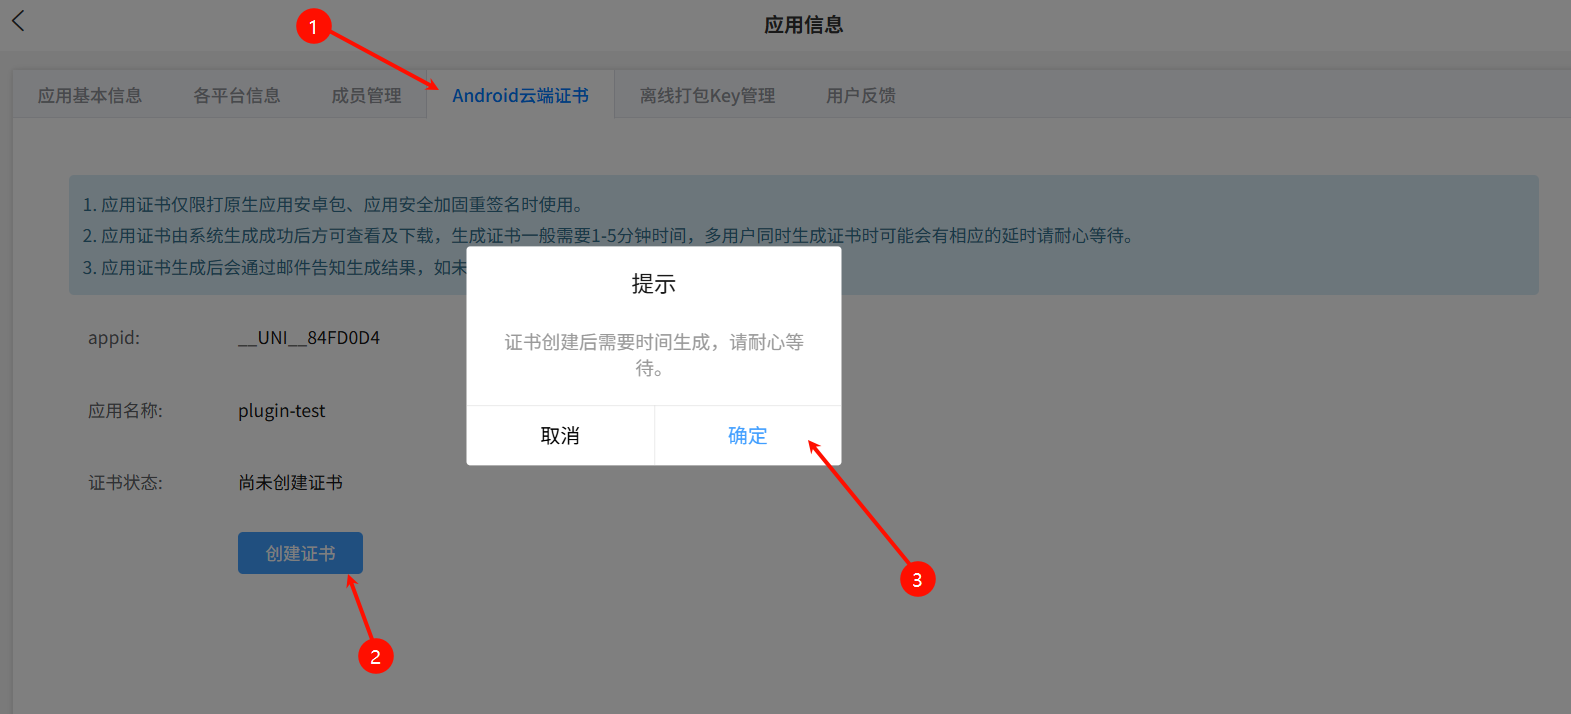 应用信息
1
应用基本信息 各平台信息 成员管理 Android云端证书 离线打包Key管理 用户反馈
1. 应用证书仅限打原生应用安卓包、应用安全加固重签名时使用。
2. 应用证书由系统生成成功后方可查看及下载，生成证书一般需要1-5分钟时间，多用户同时生成证书时可能会有相应的延时请耐心等待。
3. 应用证书生成后会通过邮件告知生成结果，如未
提示
证书创建后需要时间生成，请耐心等
待。
取消 确定
appid: __UNI__84FD0D4
应用名称: plugin-test
证书状态: 尚未创建证书
创建证书
3
2